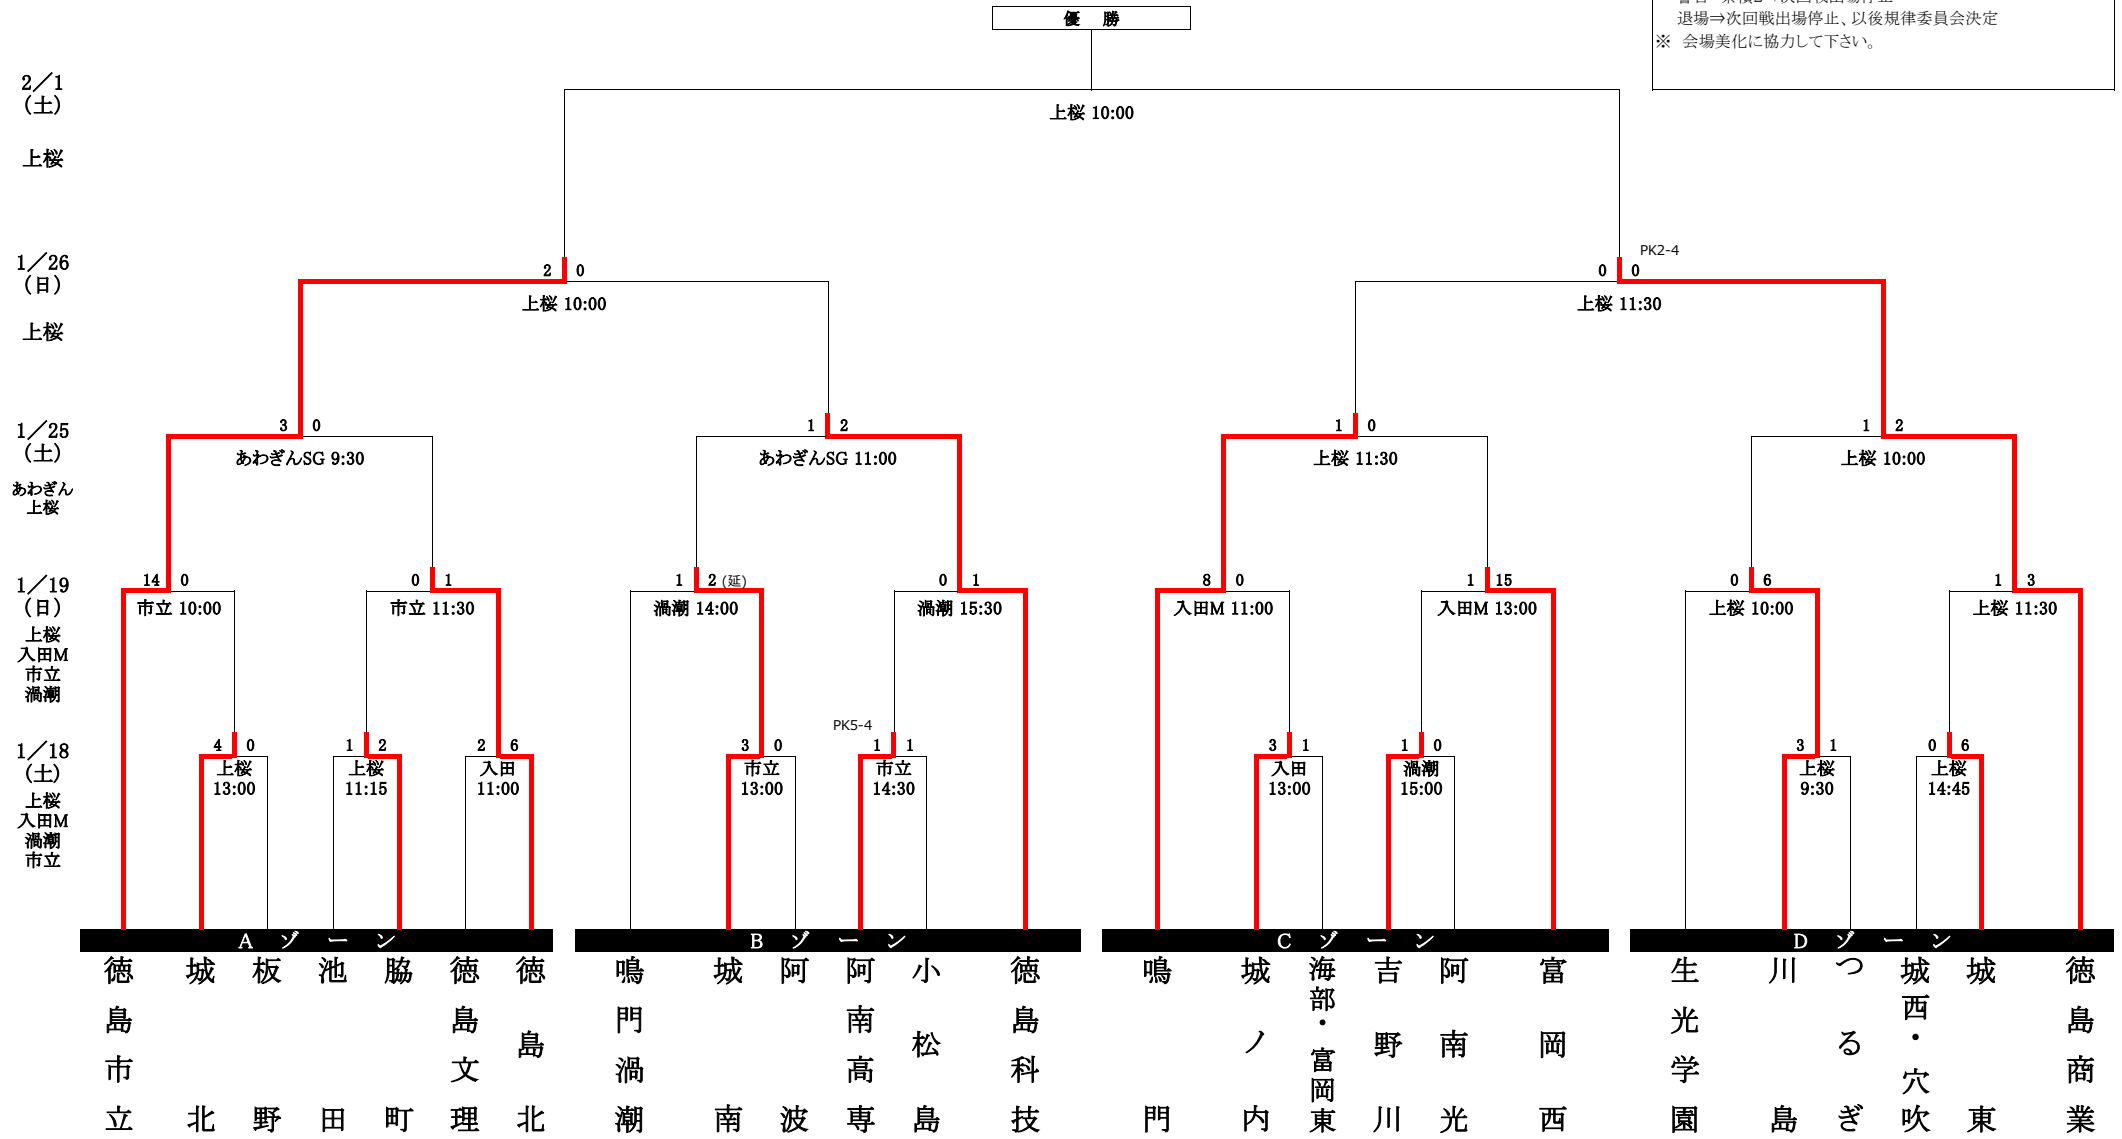 優　勝
退場⇒次回戦出場停止、以後規律委員会決定
※　会場美化に協力して下さい。
2／1
（土）
上桜
上桜 10:00
PK2-4
1／26
（日）
上桜
2 0
上桜 10:00
0 0
上桜 11:30
1／25
（土）
あわぎん
上桜
3 0
あわぎんSG 9:30
1 2
あわぎんSG 11:00
1 0
上桜 11:30
1 2
上桜 10:00
1／19
（日）
上桜
入田M
市立
渦潮
14 0
市立 10:00
0 1
市立 11:30
1 2 (延)
渦潮 14:00
0 1
渦潮 15:30
8 0
入田M 11:00
1 15
入田M 13:00
0 6
上桜 10:00
1 3
上桜 11:30
1／18
（土）
上桜
入田M
渦潮
市立
4 0
上桜
13:00
1 2
上桜
11:15
2 6
入田
11:00
3 0
市立
13:00
PK5-4
1 1
市立
14:30
3 1
入田
13:00
1 0
渦潮
15:00
3 1
上桜
9:30
0 6
上桜
14:45
Aゾーン
Bゾーン
Cゾーン
Dゾーン
徳島市立
城北
板野
池田
脇町
徳島文理
徳島北
鳴門渦潮
城南
阿波
阿南高専
小松島
徳島科技
鳴門
城ノ内
海部・富岡東
吉野川
阿南光
富岡西
生光学園
川島
つるぎ
城西・穴吹
城東
徳島商業